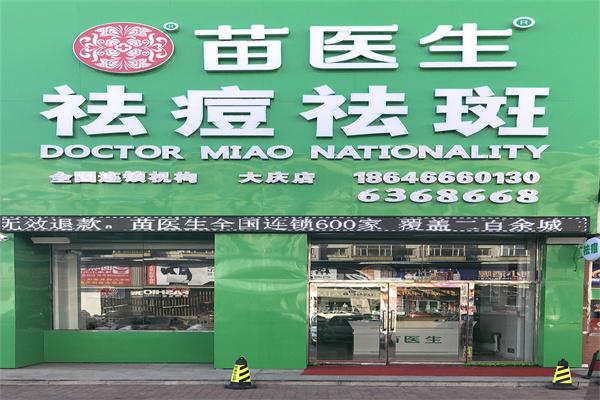 苗医生®
祛痘祛斑
DOCTOR MIAO NATIONALITY
全国连锁机构 大庆店 18646660130
6368668
无效退款。苗医生全国连锁600家 覆盖二百余城
祛痘
苗医生